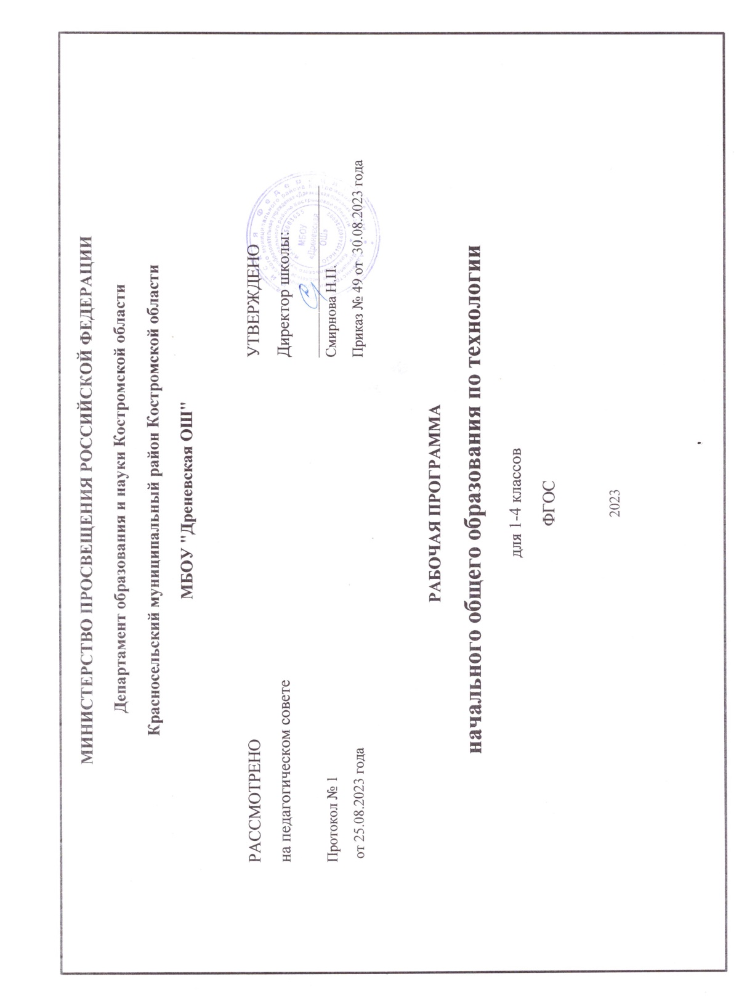 МИНИСТЕРСТВО ПРОСВЕЩЕНИЯ РОССИЙСКОЙ ФЕДЕРАЦИИ
Департамент образования и науки Костромской области
Красносельский муниципальный район Костромской области
МБОУ "Дреневская ОШ"
РАССМОТРЕНО
на педагогическом совете
Протокол № 1
от 25.08.2023 года
УТВЕРЖДЕНО
Директор школы:
Смирнова Н.П.
Приказ № 49 от 30.08.2023 года
МБОУ
«Дреневская
ОШ»
РАБОЧАЯ ПРОГРАММА
начального общего образования по технологии
для 1-4 классов
ФГОС
2023